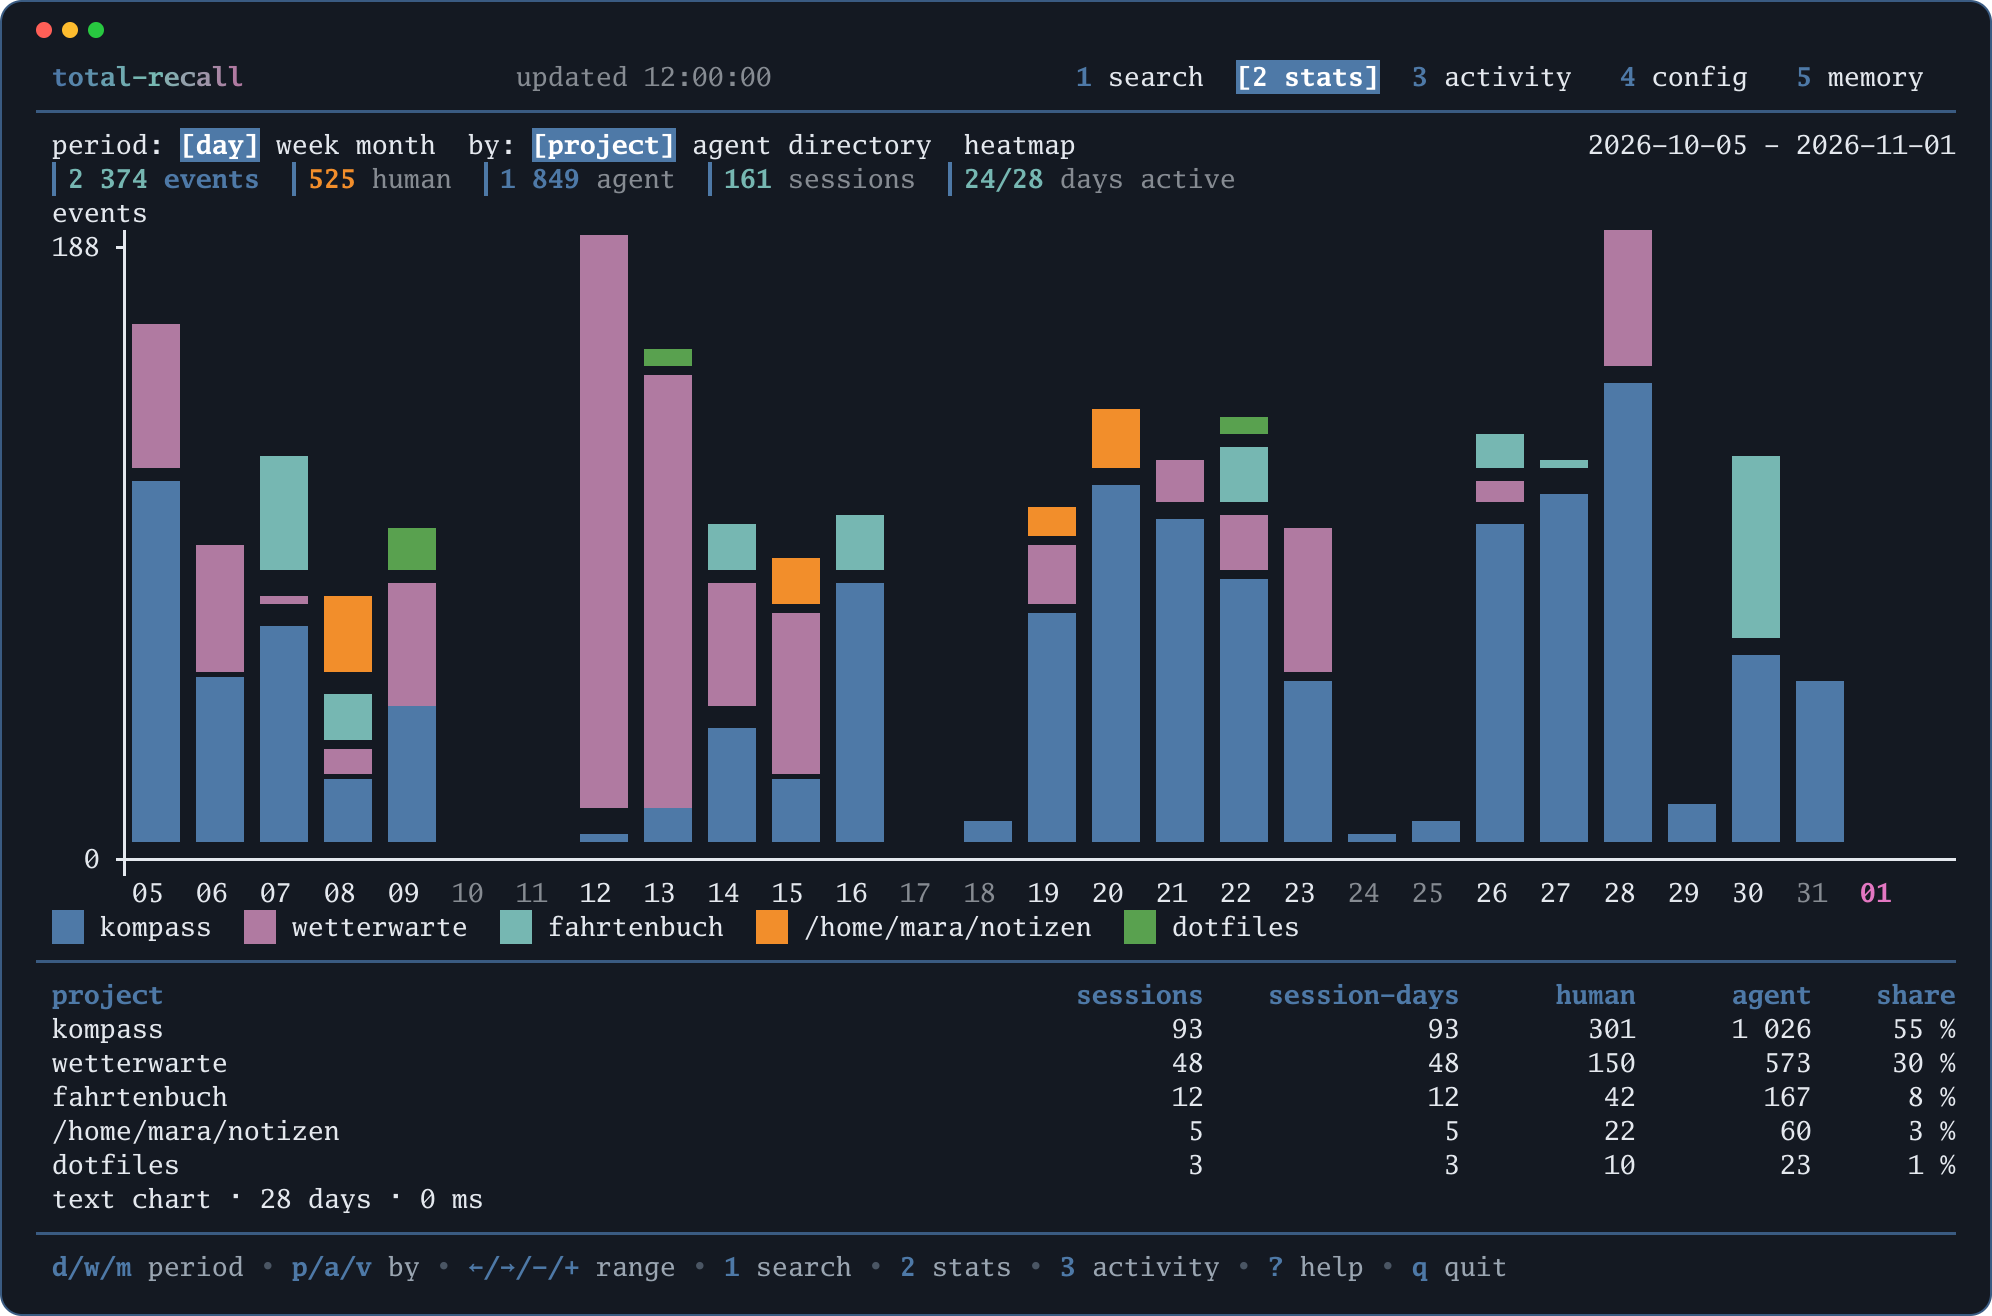 total-recall updated 12:00:00 1 search [2 stats] 3 activity 4 config 5 memory
period: [day] week month by: [project] agent directory heatmap 2026-10-05 – 2026-11-01
2 374 events 525 human 1 849 agent 161 sessions 24/28 days active
events
188
0
05 06 07 08 09 10 11 12 13 14 15 16 17 18 19 20 21 22 23 24 25 26 27 28 29 30 31 01
kompass wetterwarte fahrtenbuch /home/mara/notizen dotfiles
project sessions session-days human agent share
kompass 93 93 301 1 026 55 %
wetterwarte 48 48 150 573 30 %
fahrtenbuch 12 12 42 167 8 %
/home/mara/notizen 5 5 22 60 3 %
dotfiles 3 3 10 23 1 %
text chart · 28 days · 0 ms
d/w/m period • p/a/v by • ←/→/-/+ range • 1 search • 2 stats • 3 activity • ? help • q quit